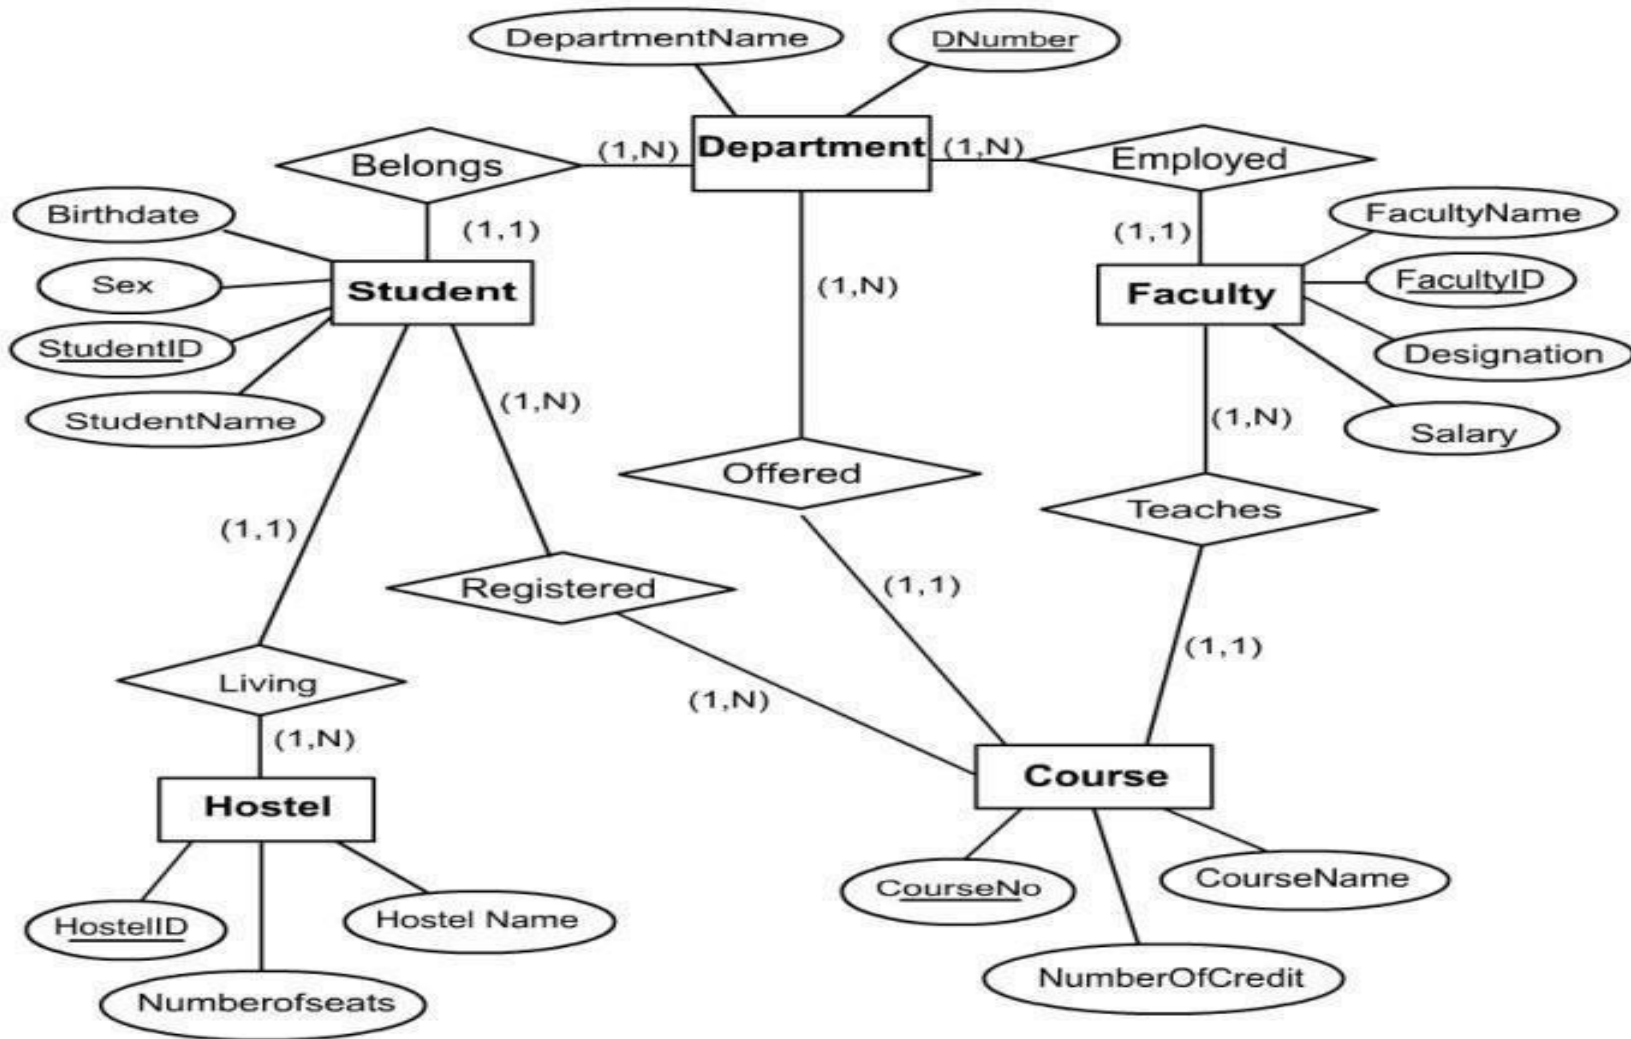 DepartmentName
DNumber
Belongs
(1,N)
Department
(1,N)
Employed
Birthdate
(1,1)
(1,1)
FacultyName
Sex
Student
(1,N)
Faculty
FacultyID
StudentID
Designation
StudentName
(1,N)
(1,N)
Salary
Offered
Teaches
(1,1)
Registered
(1,1)
(1,1)
Living
(1,N)
(1,N)
Hostel
Course
HostelID
Hostel Name
CourseNo
CourseName
Numberofseats
NumberOfCredit